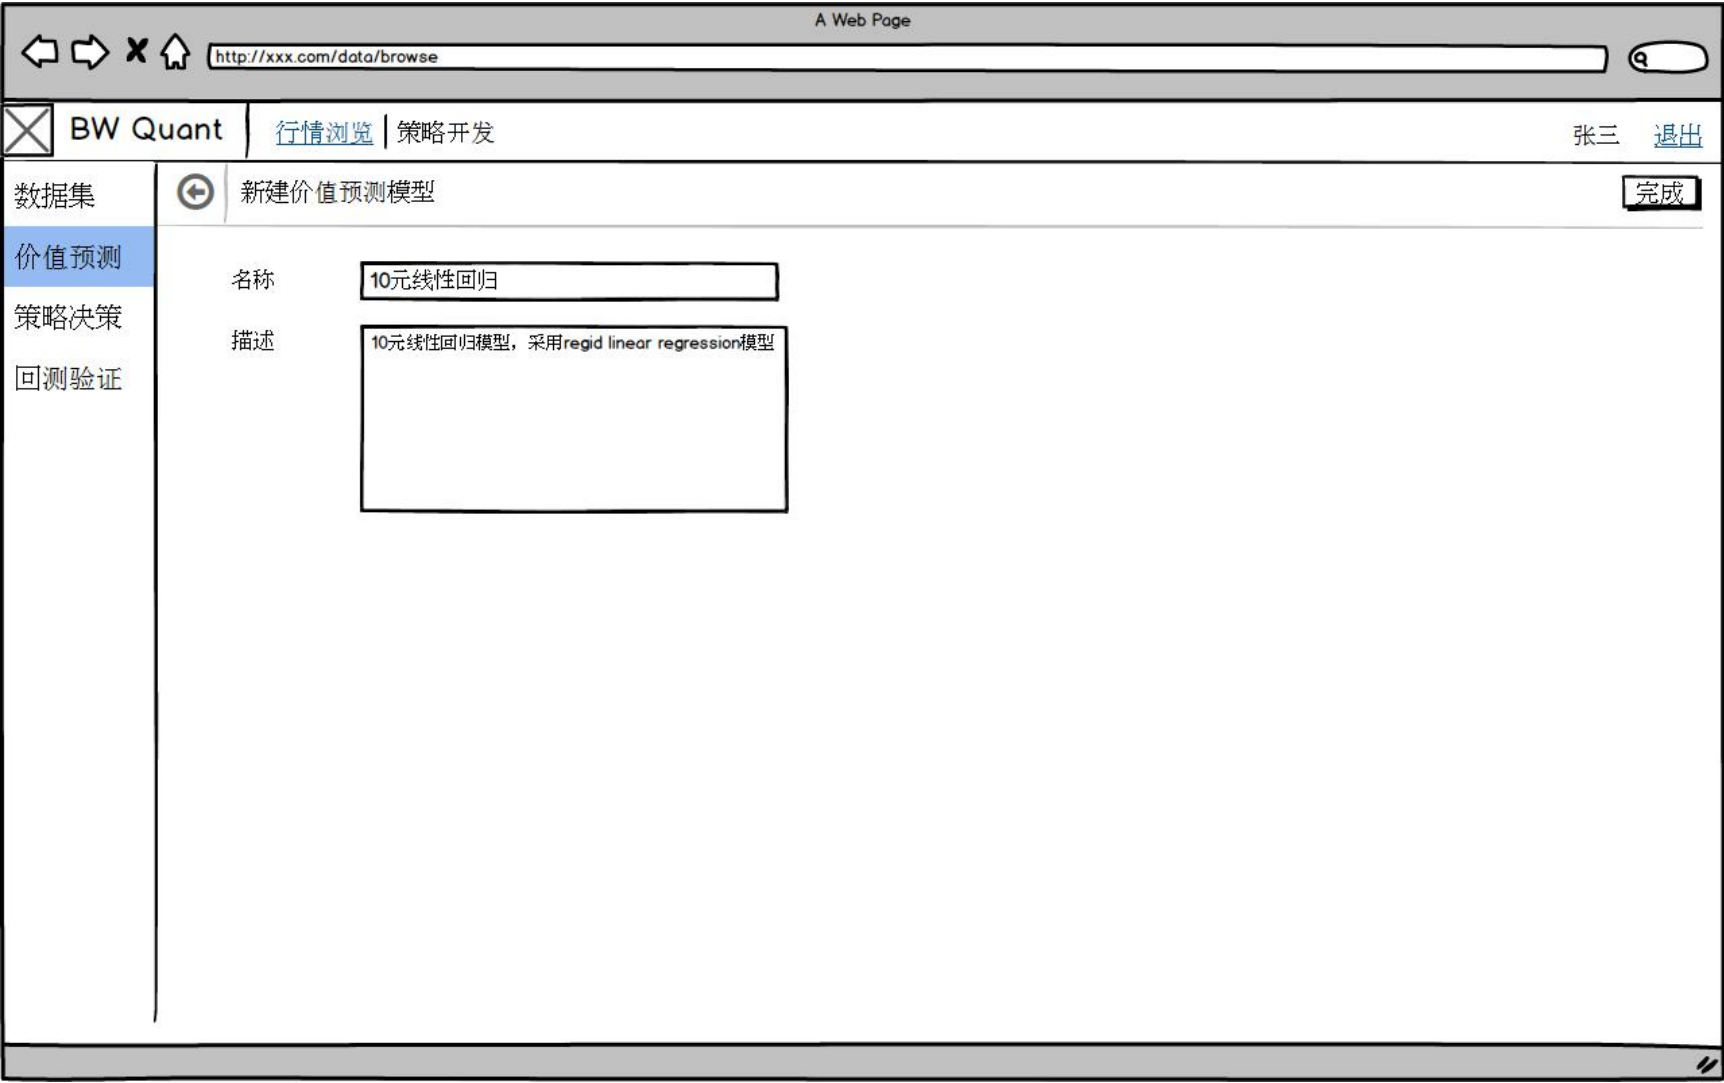 A Web Page
http://xxx.com/data/browse
BW Quant 行情浏览 策略开发 张三 退出
数据集
价值预测
策略决策
回测验证
新建价值预测模型 完成
名称 10元线性回归
描述 10元线性回归模型，采用regid linear regression模型